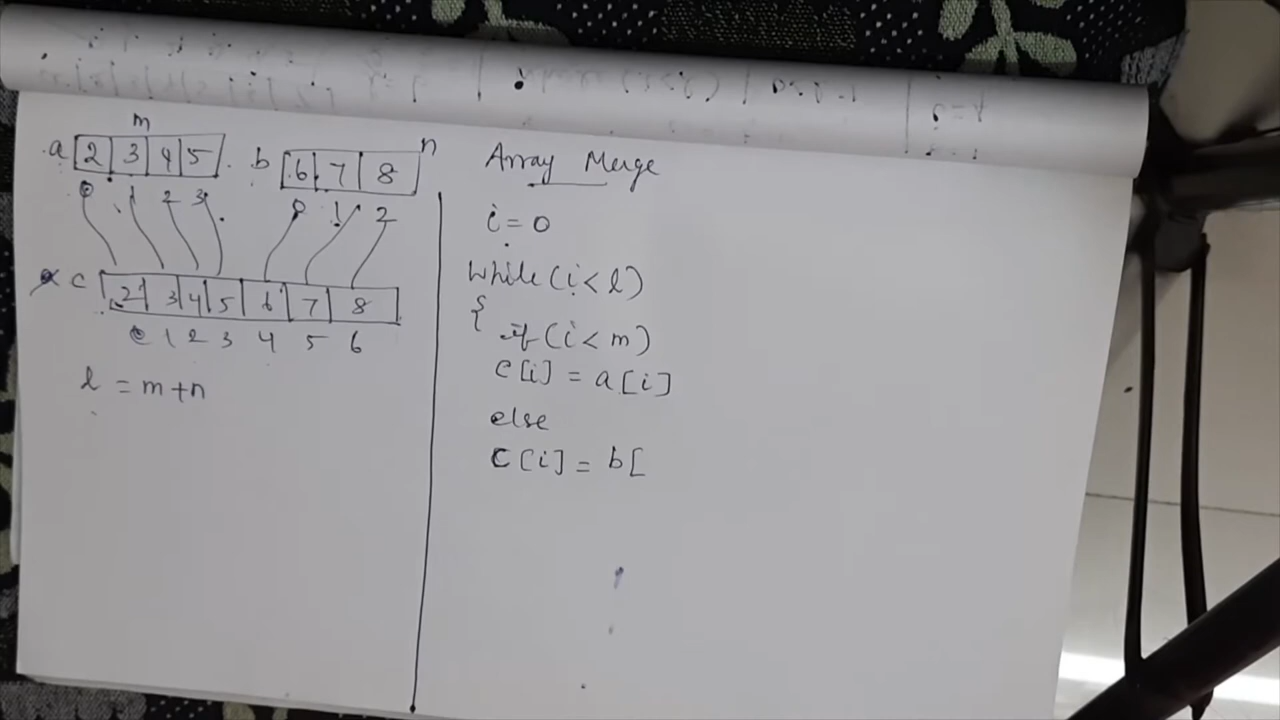 m
a 2 3 4 5
b 6 7 8 n
0 1 2 3
0 1 2
c 2 3 4 5 6 7 8
0 1 2 3 4 5 6
l = m+n
Array Merge
i = 0
while(i<l)
{
if(i<m)
c[i] = a[i]
else
c[i] = b[